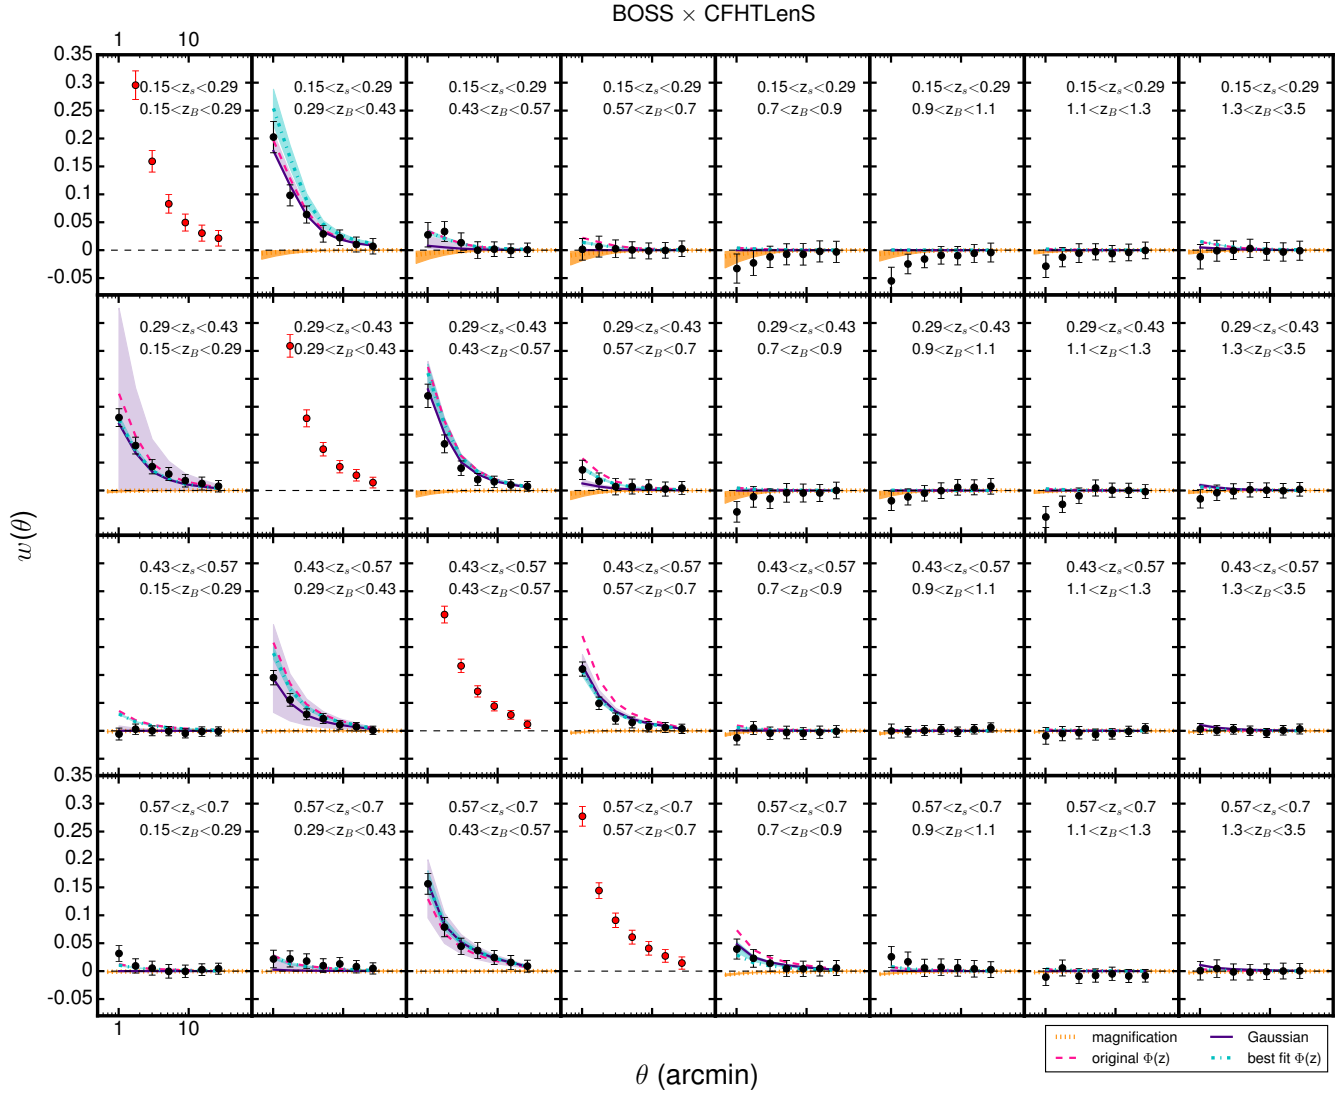 BOSS × CFHTLenS
1 10
0.35
0.3
0.25
0.2
0.15
0.1
0.05
0
-0.05
0.15<z_s<0.29
0.15<z_B<0.29
0.15<z_s<0.29
0.29<z_B<0.43
0.15<z_s<0.29
0.43<z_B<0.57
0.15<z_s<0.29
0.57<z_B<0.7
0.15<z_s<0.29
0.7<z_B<0.9
0.15<z_s<0.29
0.9<z_B<1.1
0.15<z_s<0.29
1.1<z_B<1.3
0.15<z_s<0.29
1.3<z_B<3.5
0.29<z_s<0.43
0.15<z_B<0.29
0.29<z_s<0.43
0.29<z_B<0.43
0.29<z_s<0.43
0.43<z_B<0.57
0.29<z_s<0.43
0.57<z_B<0.7
0.29<z_s<0.43
0.7<z_B<0.9
0.29<z_s<0.43
0.9<z_B<1.1
0.29<z_s<0.43
1.1<z_B<1.3
0.29<z_s<0.43
1.3<z_B<3.5
w(θ)
0.43<z_s<0.57
0.15<z_B<0.29
0.43<z_s<0.57
0.29<z_B<0.43
0.43<z_s<0.57
0.43<z_B<0.57
0.43<z_s<0.57
0.57<z_B<0.7
0.43<z_s<0.57
0.7<z_B<0.9
0.43<z_s<0.57
0.9<z_B<1.1
0.43<z_s<0.57
1.1<z_B<1.3
0.43<z_s<0.57
1.3<z_B<3.5
0.35
0.3
0.25
0.2
0.15
0.1
0.05
0
-0.05
0.57<z_s<0.7
0.15<z_B<0.29
0.57<z_s<0.7
0.29<z_B<0.43
0.57<z_s<0.7
0.43<z_B<0.57
0.57<z_s<0.7
0.57<z_B<0.7
0.57<z_s<0.7
0.7<z_B<0.9
0.57<z_s<0.7
0.9<z_B<1.1
0.57<z_s<0.7
1.1<z_B<1.3
0.57<z_s<0.7
1.3<z_B<3.5
1 10
θ (arcmin)
magnification
original Φ(z)
Gaussian
best fit Φ(z)